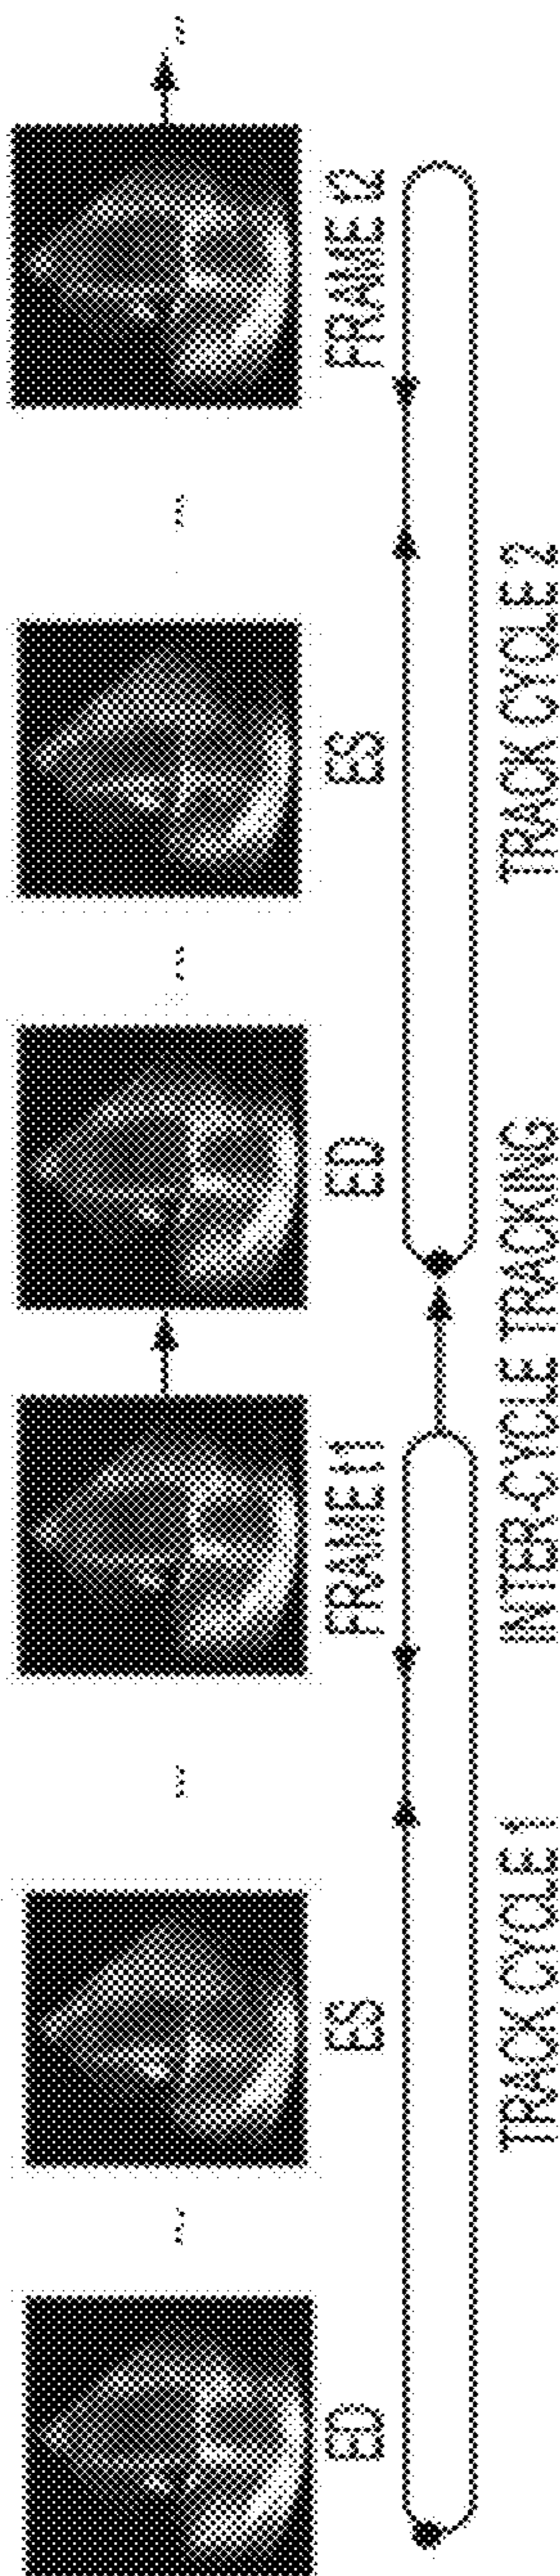 ED ... ES ... FRAME t1 ED ... ES ... FRAME t2 ...
TRACK CYCLE 1 INTER-CYCLE TRACKING TRACK CYCLE 2